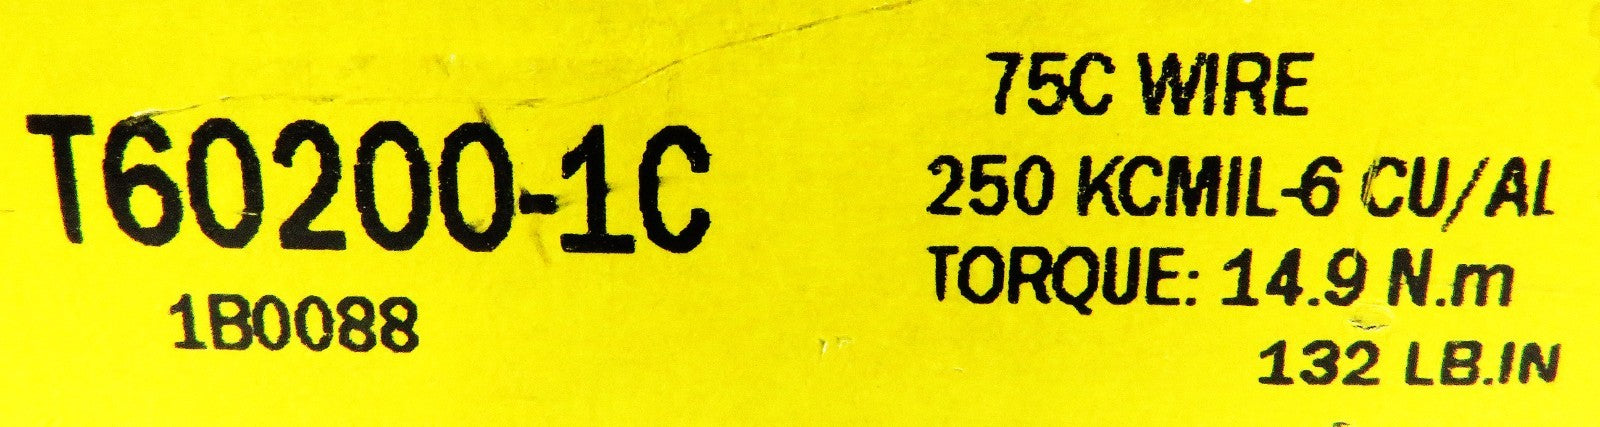 T60200-1C
1B0088
75C WIRE
250 KCMIL-6 CU/AL
TORQUE: 14.9 N.m
132 LB.IN